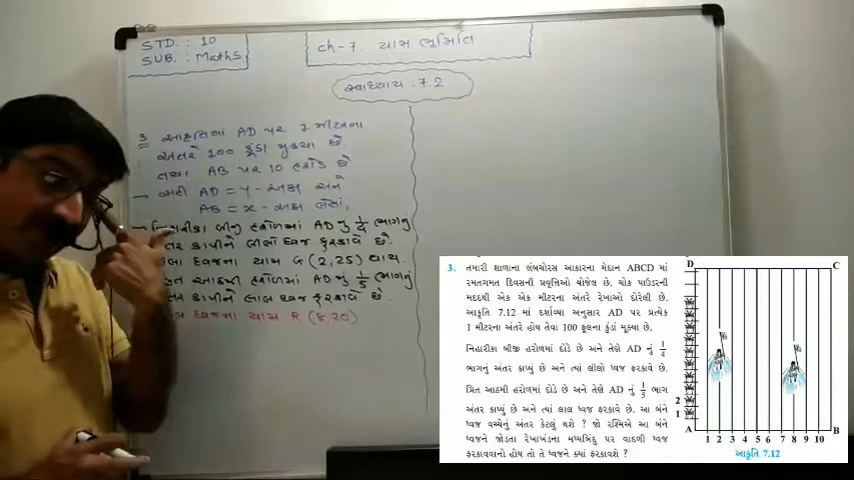 STD. : 10
SUB. : Maths
ch-7. યામ ભૂમિતિ
સ્વાધ્યાય : 7.2
3 આકૃતિમાં AD પર 1 મીટરના
અંતરે 100 કૂંડા મુક્યા છે.
તથા AB પર 10 હરોળ છે
→ અહી AD = Y - અક્ષ અને
AB = X - અક્ષ લેતાં,
→ નિહારીકા બીજી હરોળમાં AD નું 1/4 ભાગનું
અંતર કાપીને લીલો ધ્વજ ફરકાવે છે.
લીલા ધ્વજના યામ G (2, 25) થાય.
આઠમી હરોળમાં AD નું 1/5 ભાગનું
અંતર કાપીને લાલ ધ્વજ ફરકાવે છે.
લાલ ધ્વજના યામ R (8, 20)
3. તમારી શાળાના લંબચોરસ આકારના મેદાન ABCD માં
રમતગમત દિવસની પ્રવૃત્તિઓ યોજેલ છે. ચોક પાઉડરની
મદદથી એક એક મીટરના અંતરે રેખાઓ દોરેલી છે.
આકૃતિ 7.12 માં દર્શાવ્યા અનુસાર AD પર પ્રત્યેક
1 મીટરના અંતરે હોય તેવા 100 ફૂલના કુંડાં મૂક્યા છે.
નિહારીકા બીજી હરોળમાં દોડે છે અને તેણે AD નું 1/4
ભાગનું અંતર કાપ્યું છે અને ત્યાં લીલો ધ્વજ ફરકાવે છે.
પ્રિત આઠમી હરોળમાં દોડે છે અને તેણે AD નું 1/5 ભાગ
અંતર કાપ્યું છે અને ત્યાં લાલ ધ્વજ ફરકાવે છે. આ બંને
ધ્વજ વચ્ચેનું અંતર કેટલું થશે ? જો રશ્મિએ આ બંને
ધ્વજને જોડતા રેખાખંડના મધ્યબિંદુ પર વાદળી ધ્વજ
ફરકાવવાનો હોય તો તે ધ્વજને ક્યાં ફરકાવશે ?
D C
2
1
A B
1 2 3 4 5 6 7 8 9 10
આકૃતિ 7.12